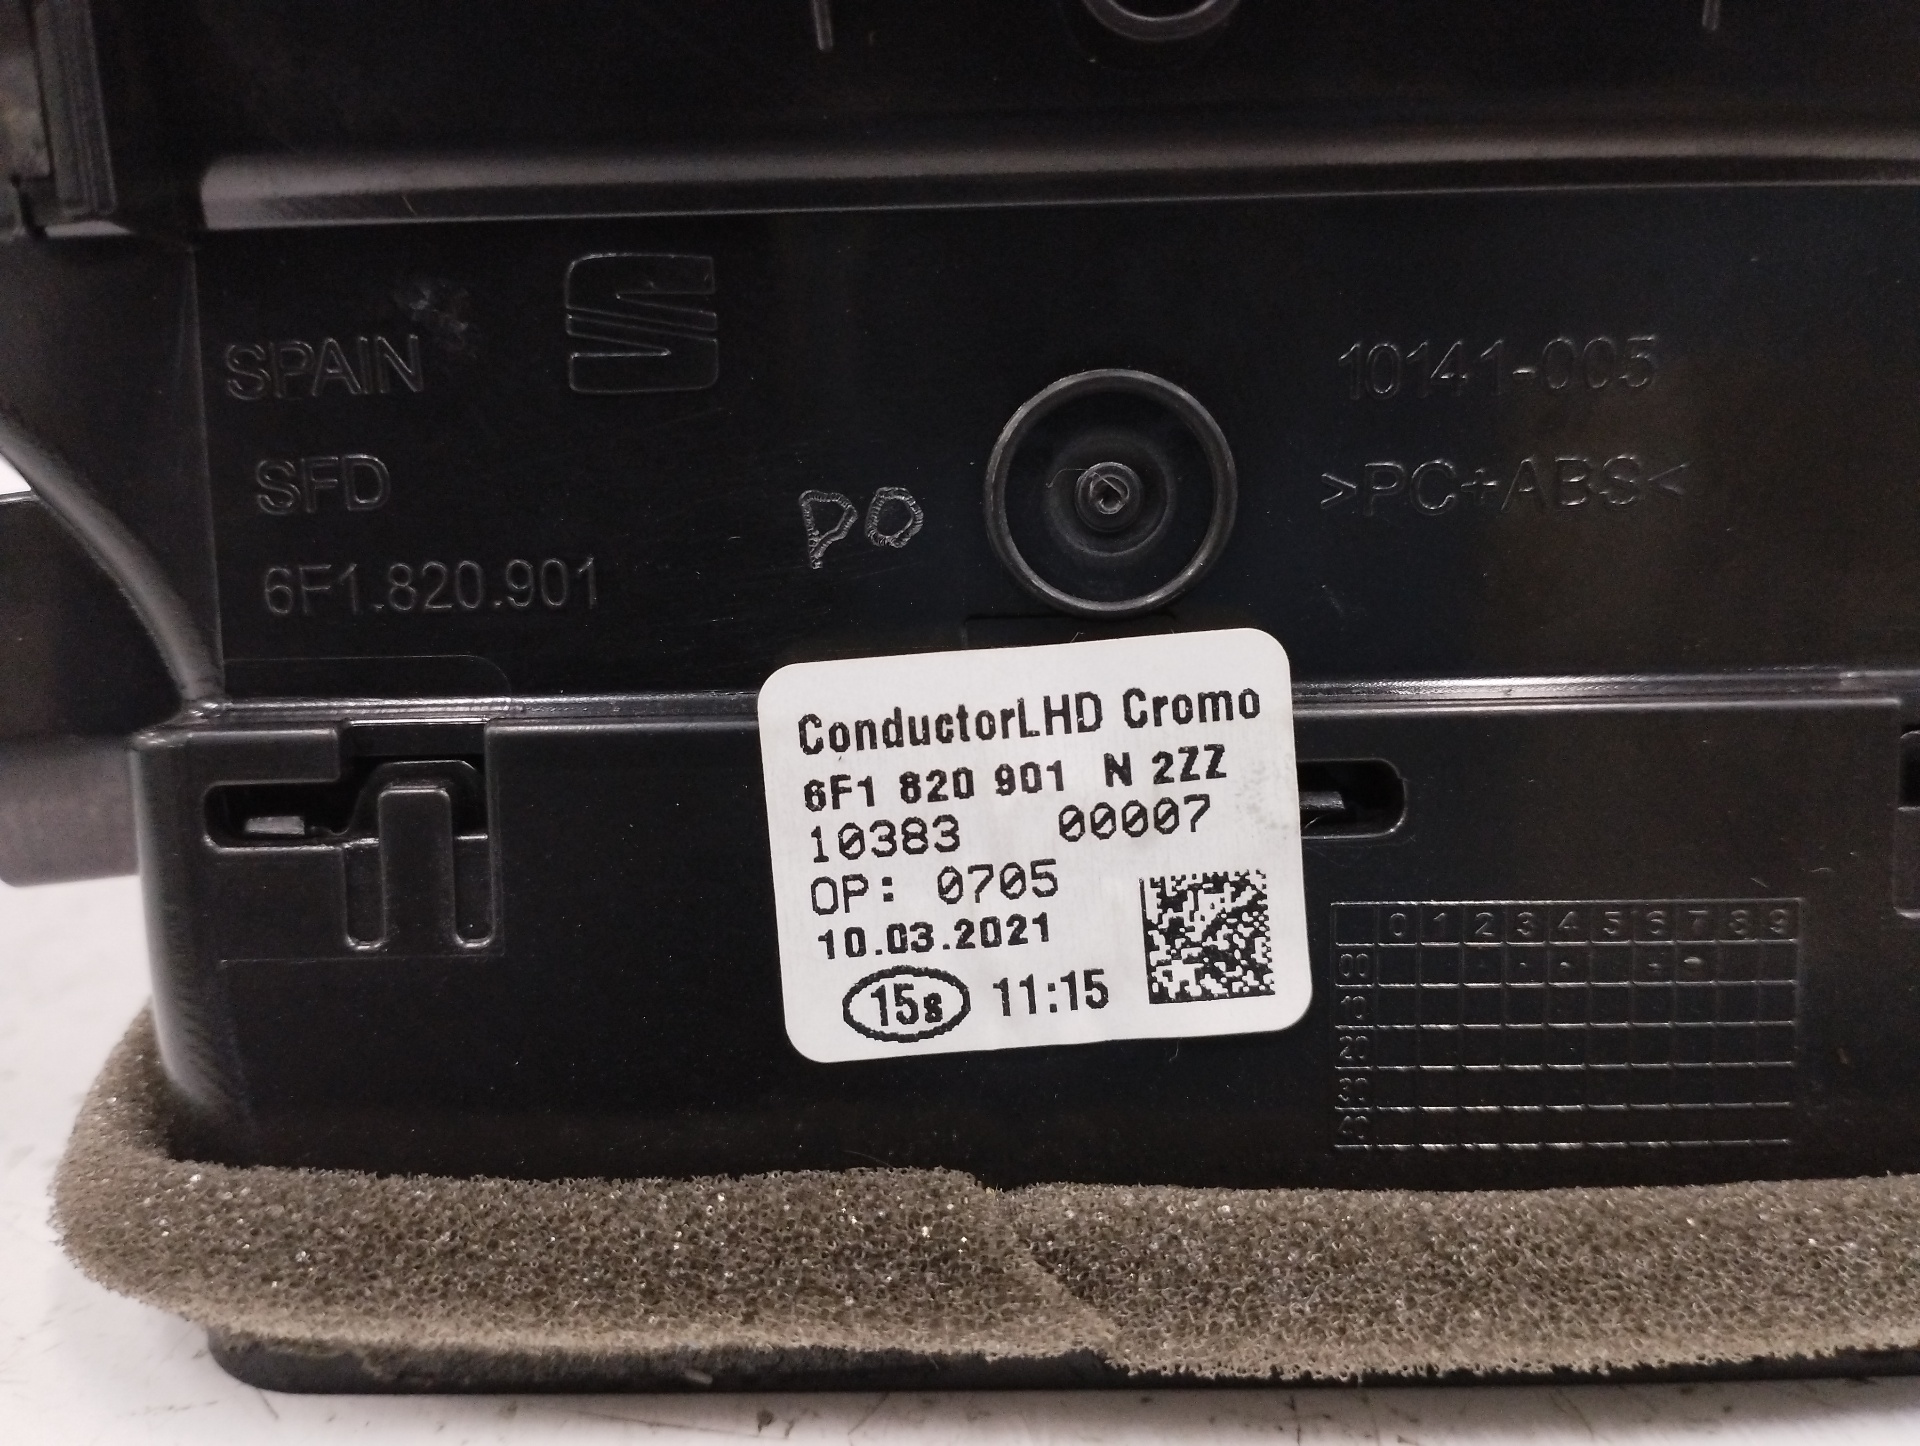 SPAIN
SFD
6F1.820.901
PO
10141-005
>PC+ABS<
ConductorLHD Cromo
6F1 820 901 N 2ZZ
10383 00007
OP: 0705
10.03.2021
15s 11:15
0 1 2 3 4 5 6 7 8 9
00
20
30
40